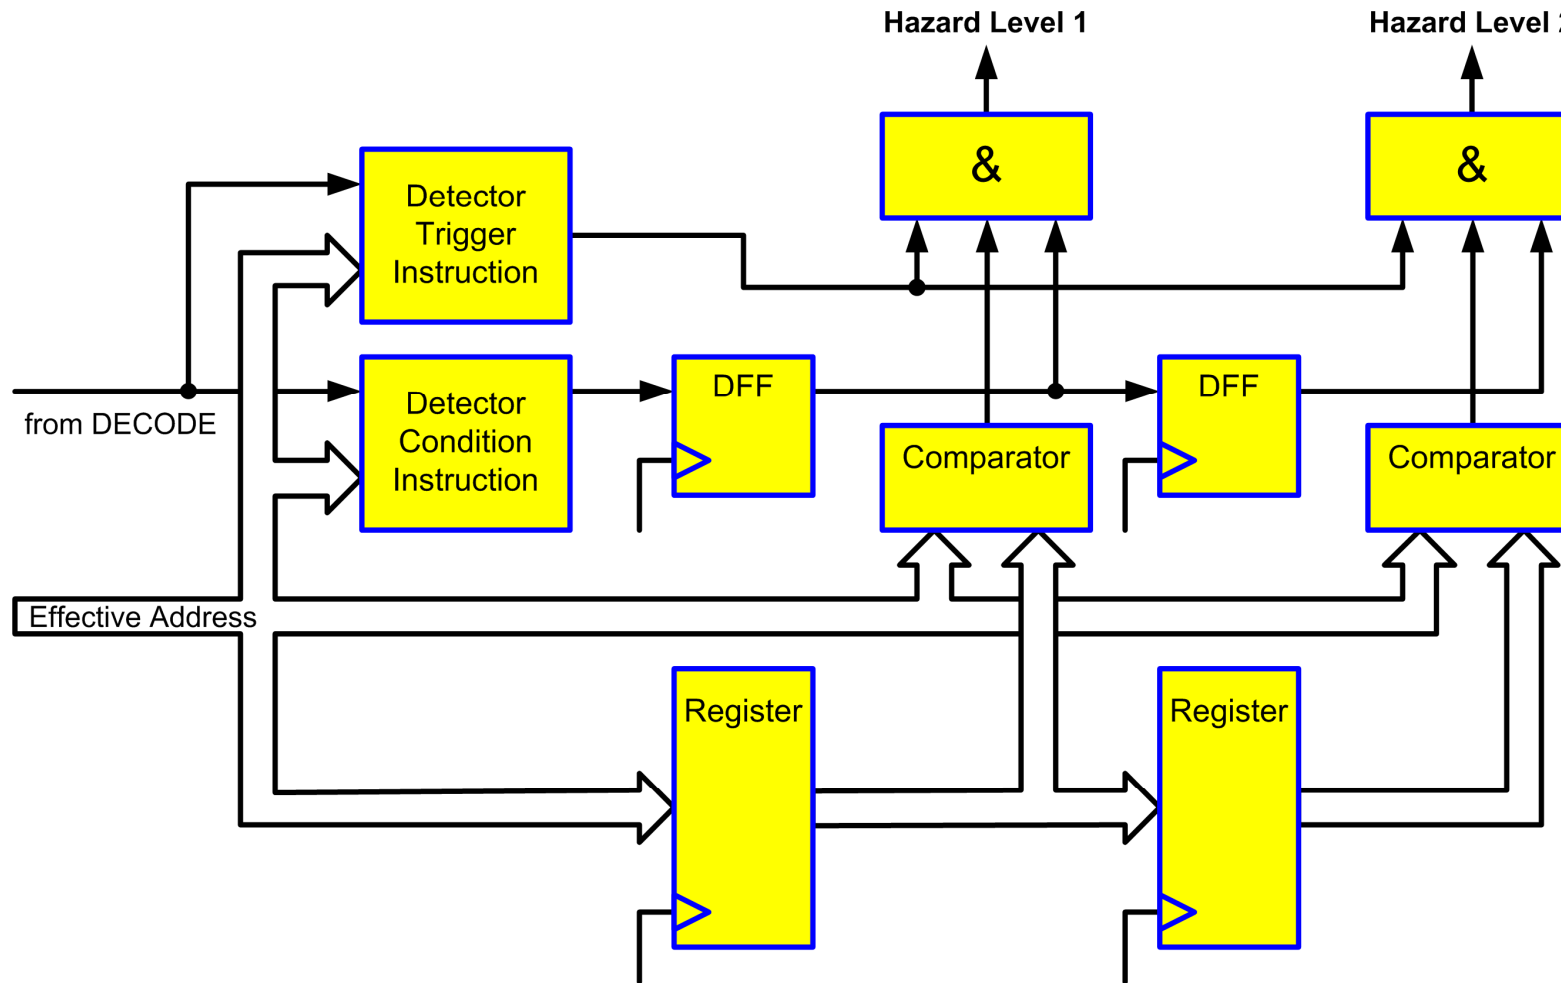 Hazard Level 1
Hazard Level
&
&
Detector
Trigger
Instruction
Detector
Condition
Instruction
DFF
DFF
from DECODE
Comparator
Comparator
Effective Address
Register
Register